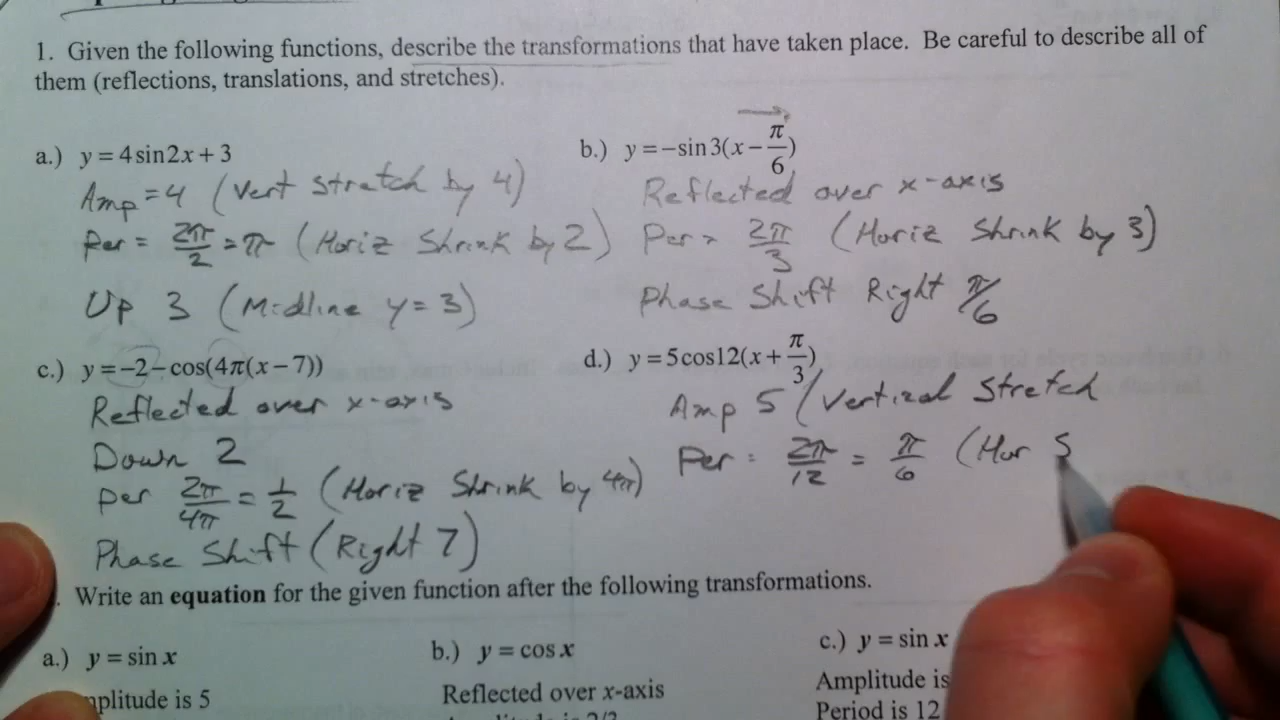 1. Given the following functions, describe the transformations that have taken place. Be careful to describe all of
them (reflections, translations, and stretches).
a.) y = 4 sin2x + 3
Amp = 4 (Vert Stretch by 4)
Per = 2π/2 = π (Horiz Shrink by 2)
Up 3 (Midline y = 3)
b.) y = −sin 3(x − π/6)
Reflected over x-axis
Per = 2π/3 (Horiz Shrink by 3)
Phase Shift Right π/6
c.) y = −2 − cos(4π(x − 7))
Reflected over x-axis
Down 2
Per 2π/4π = 1/2 (Horiz Shrink by 4π)
Phase Shift (Right 7)
d.) y = 5 cos12(x + π/3)
Amp 5 (Vertical Stretch
Per = 2π/12 = π/6 (Hor S
. Write an equation for the given function after the following transformations.
a.) y = sin x
mplitude is 5
b.) y = cos x
Reflected over x-axis
c.) y = sin x
Amplitude is
Period is 12